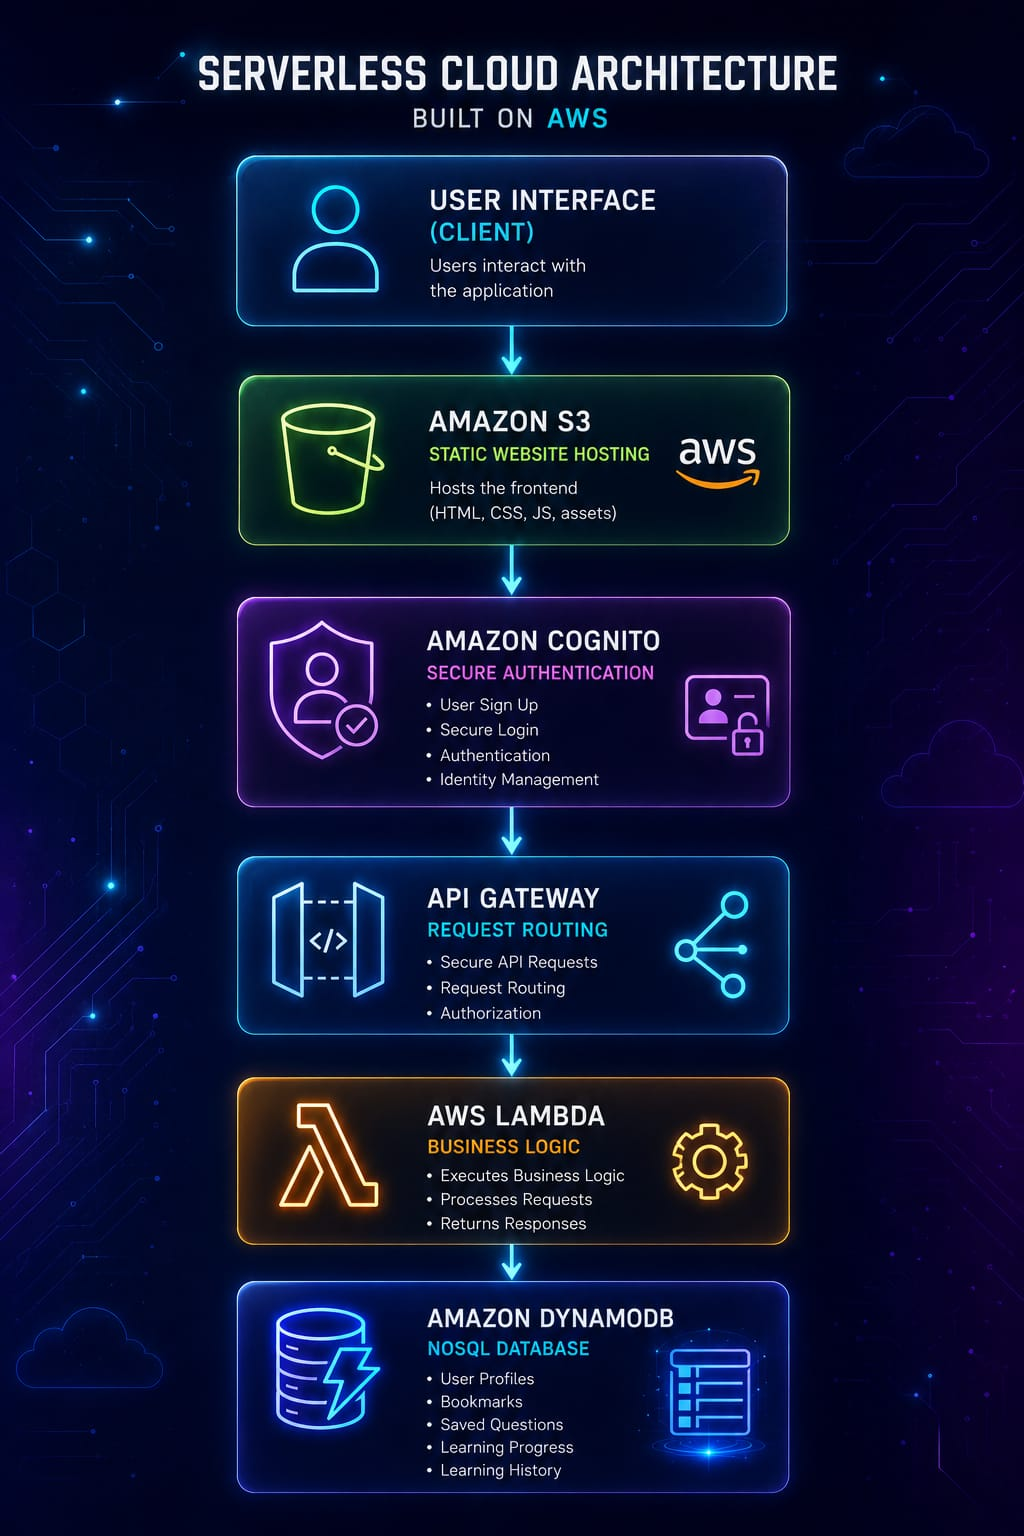 SERVERLESS CLOUD ARCHITECTURE
BUILT ON AWS
USER INTERFACE
(CLIENT)
Users interact with
the application
AMAZON S3
STATIC WEBSITE HOSTING
Hosts the frontend
(HTML, CSS, JS, assets)
aws
AMAZON COGNITO
SECURE AUTHENTICATION
• User Sign Up
• Secure Login
• Authentication
• Identity Management
</>
API GATEWAY
REQUEST ROUTING
• Secure API Requests
• Request Routing
• Authorization
AWS LAMBDA
BUSINESS LOGIC
• Executes Business Logic
• Processes Requests
• Returns Responses
AMAZON DYNAMODB
NOSQL DATABASE
• User Profiles
• Bookmarks
• Saved Questions
• Learning Progress
• Learning History